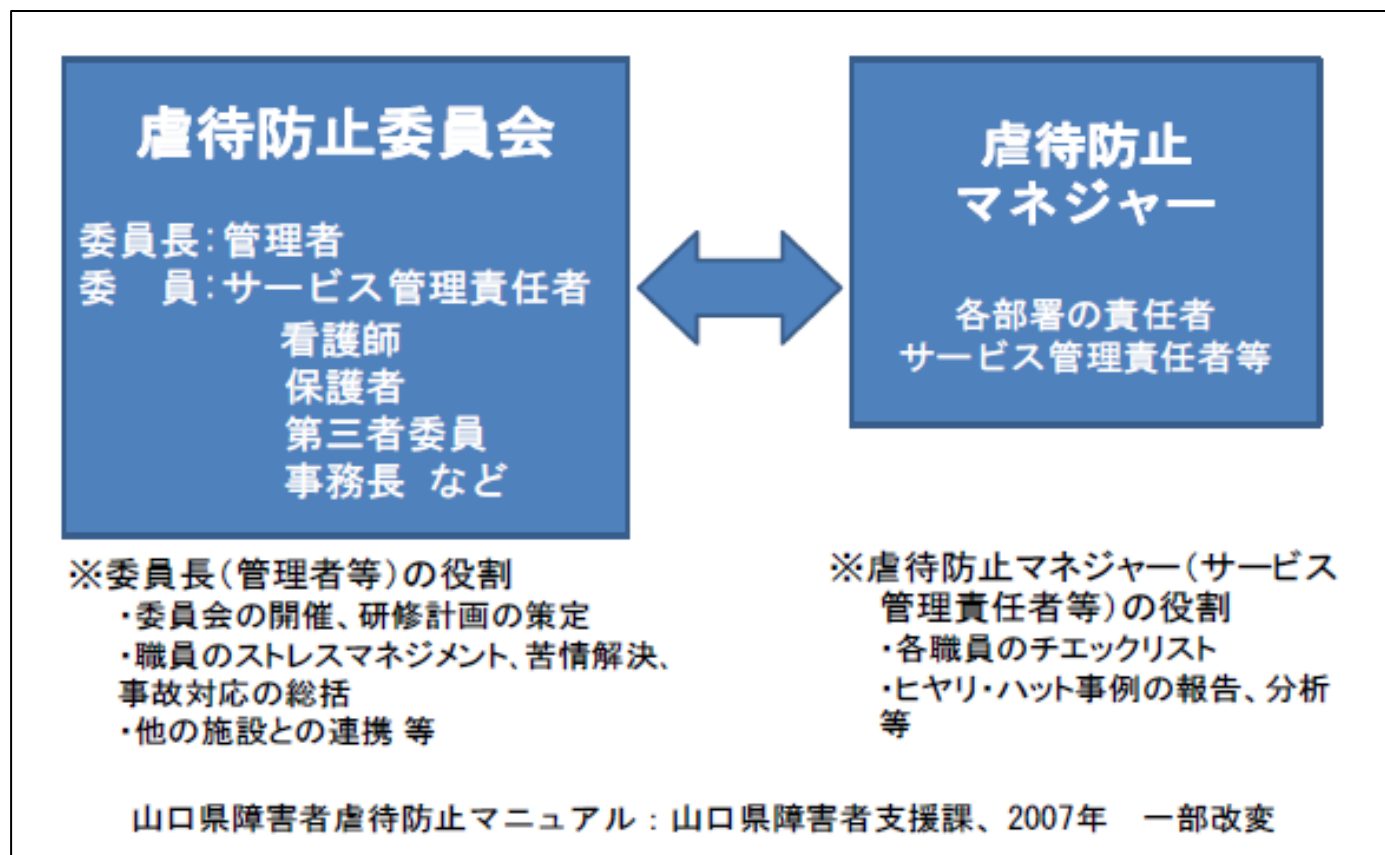 虐待防止委員会
委員長：管理者
委　員：サービス管理責任者
看護師
保護者
第三者委員
事務長 など
虐待防止
マネジャー
各部署の責任者
サービス管理責任者等
※委員長（管理者等）の役割
・委員会の開催、研修計画の策定
・職員のストレスマネジメント、苦情解決、
事故対応の総括
・他の施設との連携 等
※虐待防止マネジャー（サービス
管理責任者等）の役割
・各職員のチエックリスト
・ヒヤリ・ハット事例の報告、分析
等
山口県障害者虐待防止マニュアル：山口県障害者支援課、2007年　一部改変